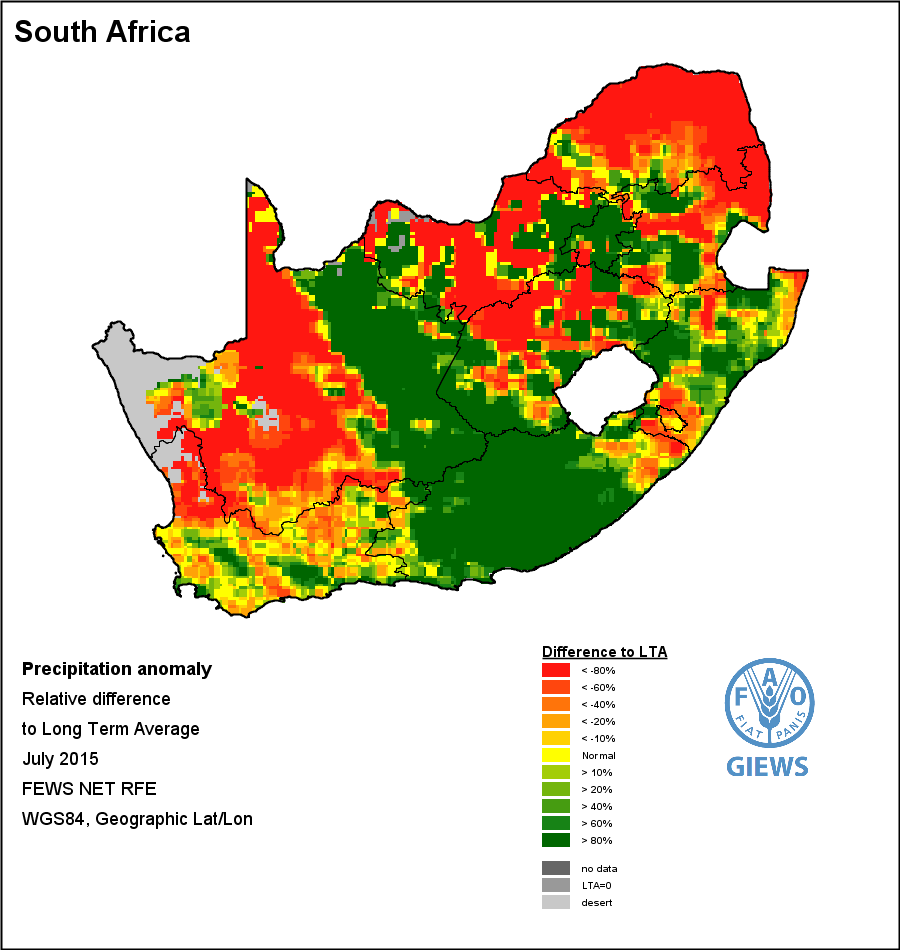 South Africa
Precipitation anomaly
Relative difference
to Long Term Average
July 2015
FEWS NET RFE
WGS84, Geographic Lat/Lon
Difference to LTA
< -80%
< -60%
< -40%
< -20%
< -10%
Normal
> 10%
> 20%
> 40%
> 60%
> 80%
no data
LTA=0
desert
F A O
FIAT PANIS
GIEWS